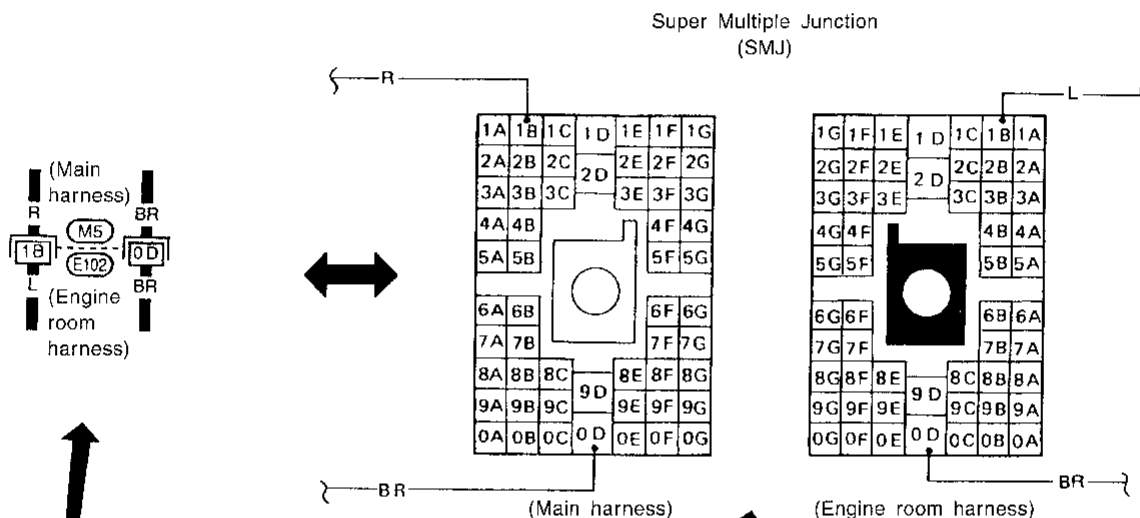 Super Multiple Junction
(SMJ)
R
L
1A 1B 1C 1D 1E 1F 1G
2A 2B 2C 2D 2E 2F 2G
3A 3B 3C 3E 3F 3G
4A 4B 4F 4G
5A 5B 5F 5G
6A 6B 6F 6G
7A 7B 7F 7G
8A 8B 8C 8E 8F 8G
9A 9B 9C 9D 9E 9F 9G
0A 0B 0C 0D 0E 0F 0G
BR
(Main harness)
1G 1F 1E 1D 1C 1B 1A
2G 2F 2E 2D 2C 2B 2A
3G 3F 3E 3C 3B 3A
4G 4F 4B 4A
5G 5F 5B 5A
6G 6F 6B 6A
7G 7F 7B 7A
8G 8F 8E 8C 8B 8A
9G 9F 9E 9D 9C 9B 9A
0G 0F 0E 0D 0C 0B 0A
BR
(Engine room harness)
(Main
harness)
R BR
M5
1B 0D
E102
L BR
(Engine
room
harness)